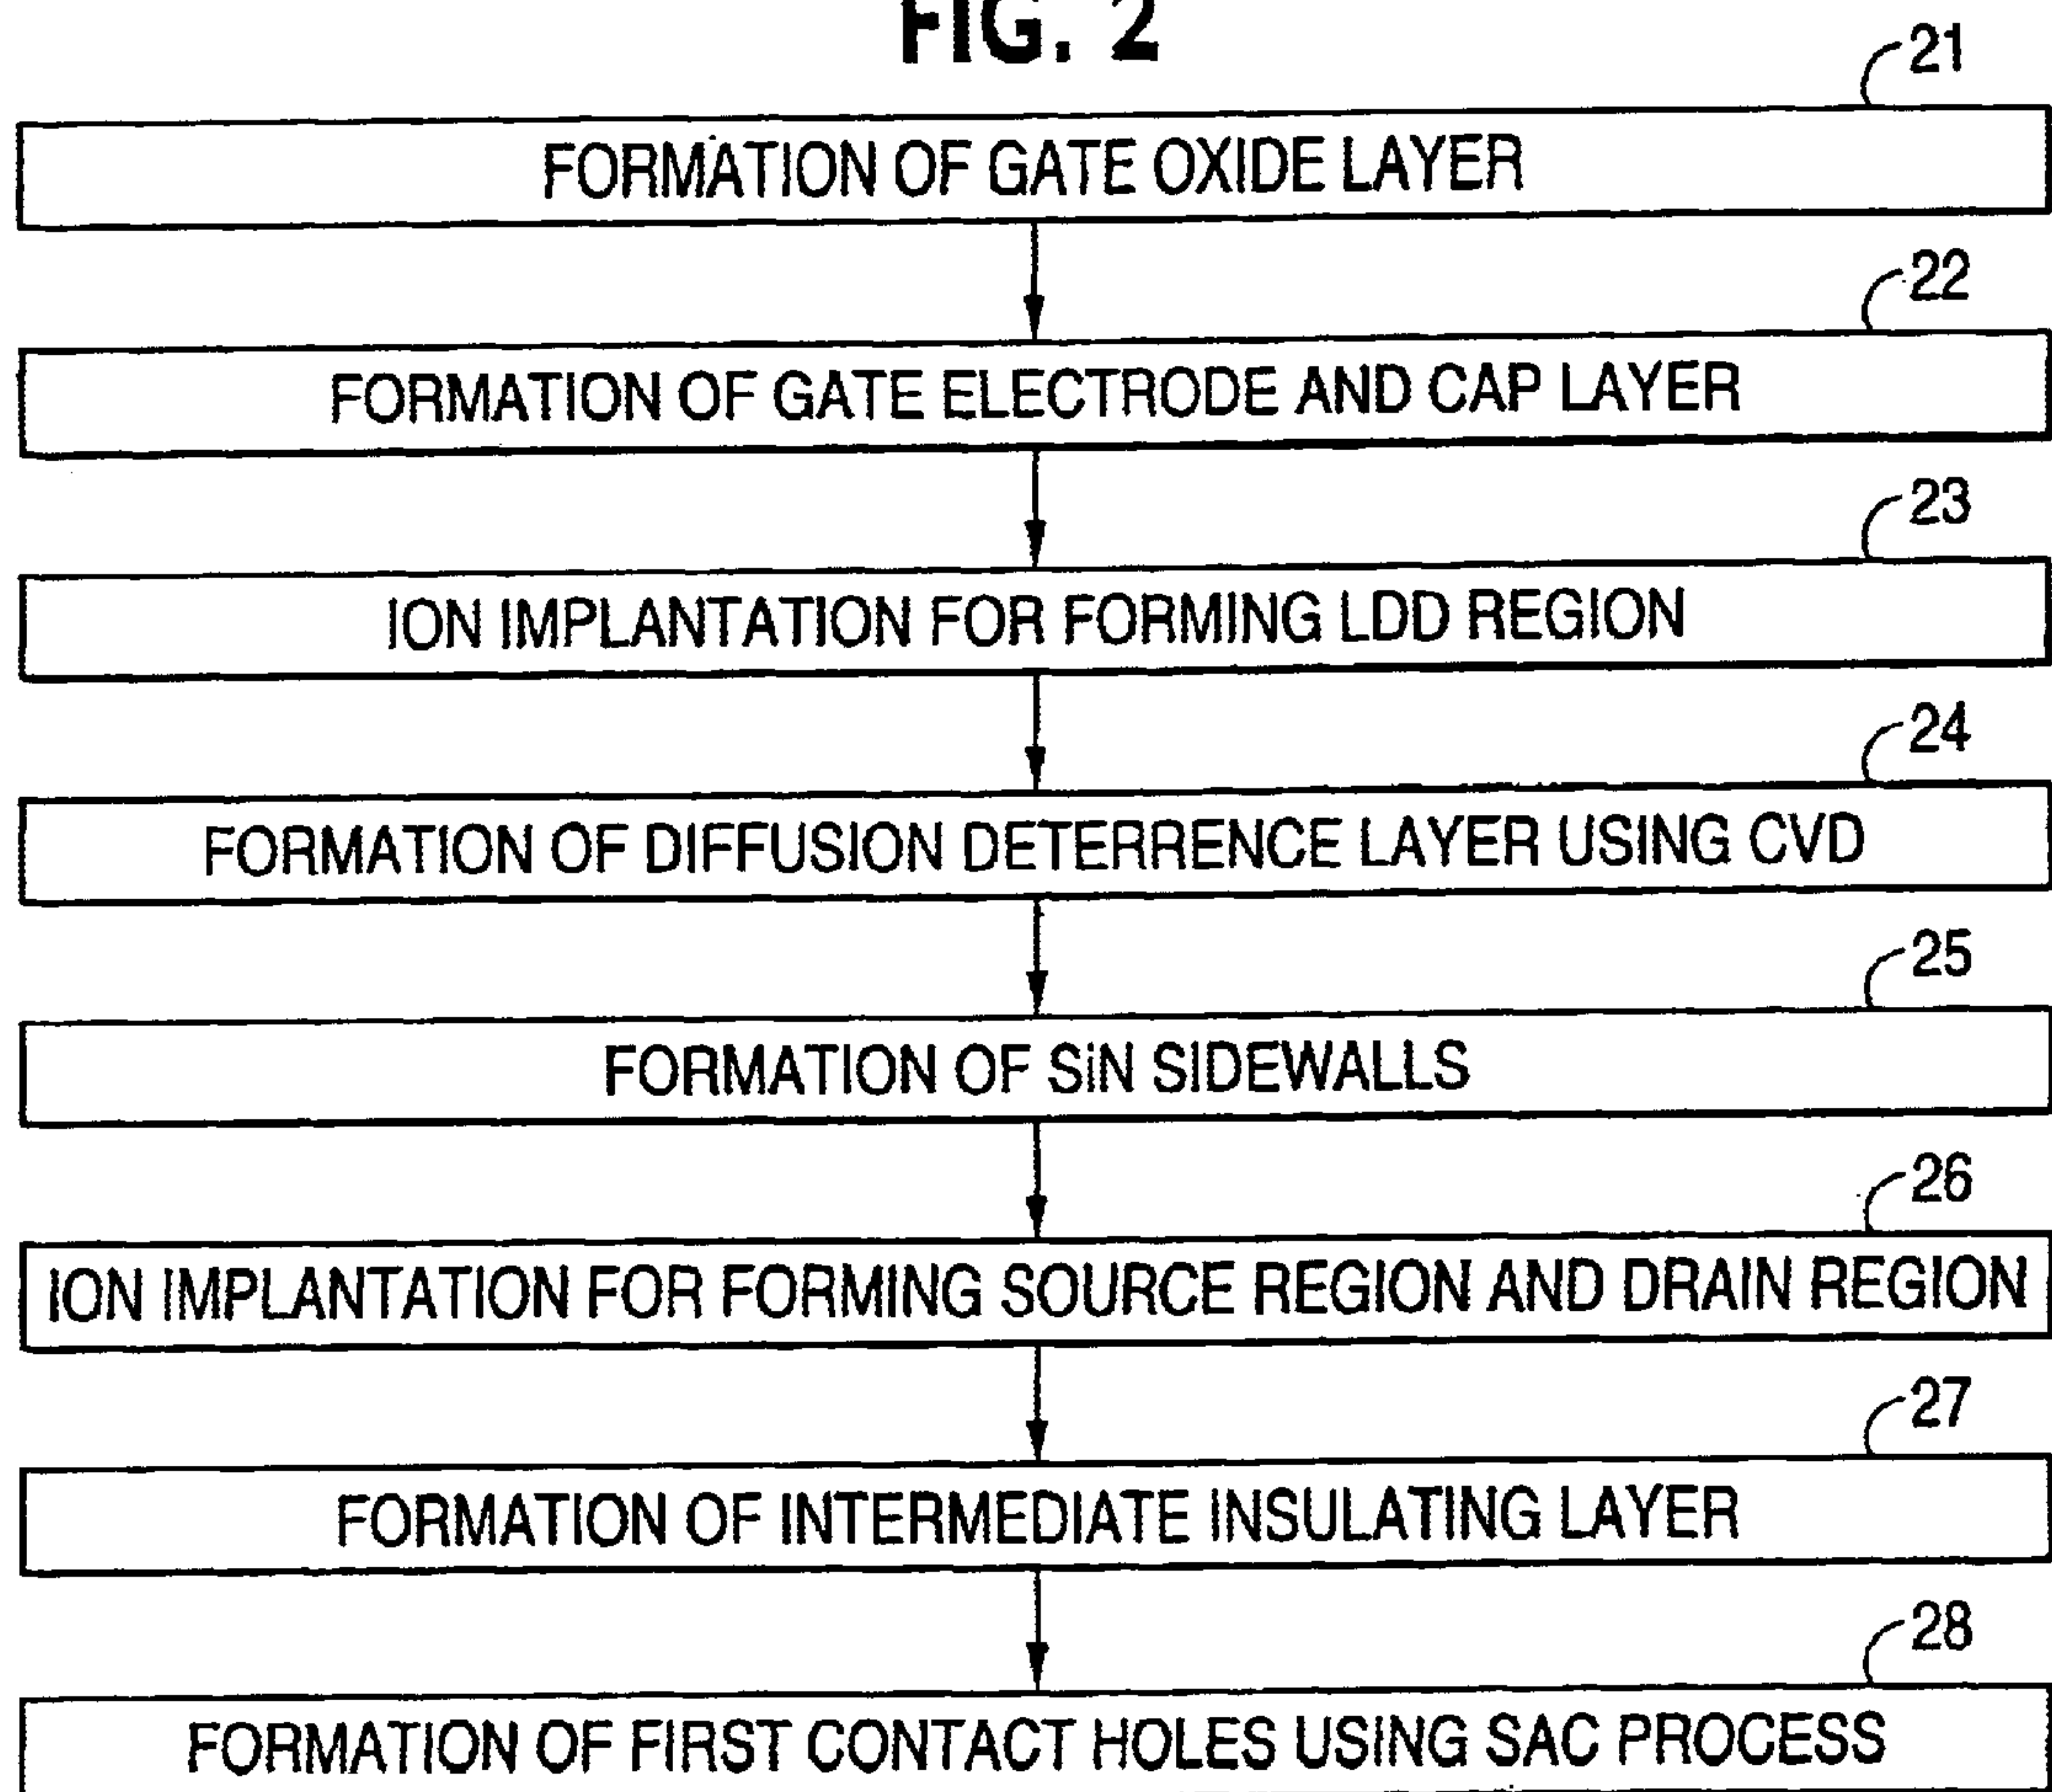 FIG. 2
21
FORMATION OF GATE OXIDE LAYER
22
FORMATION OF GATE ELECTRODE AND CAP LAYER
23
ION IMPLANTATION FOR FORMING LDD REGION
24
FORMATION OF DIFFUSION DETERRENCE LAYER USING CVD
25
FORMATION OF SiN SIDEWALLS
26
ION IMPLANTATION FOR FORMING SOURCE REGION AND DRAIN REGION
27
FORMATION OF INTERMEDIATE INSULATING LAYER
28
FORMATION OF FIRST CONTACT HOLES USING SAC PROCESS